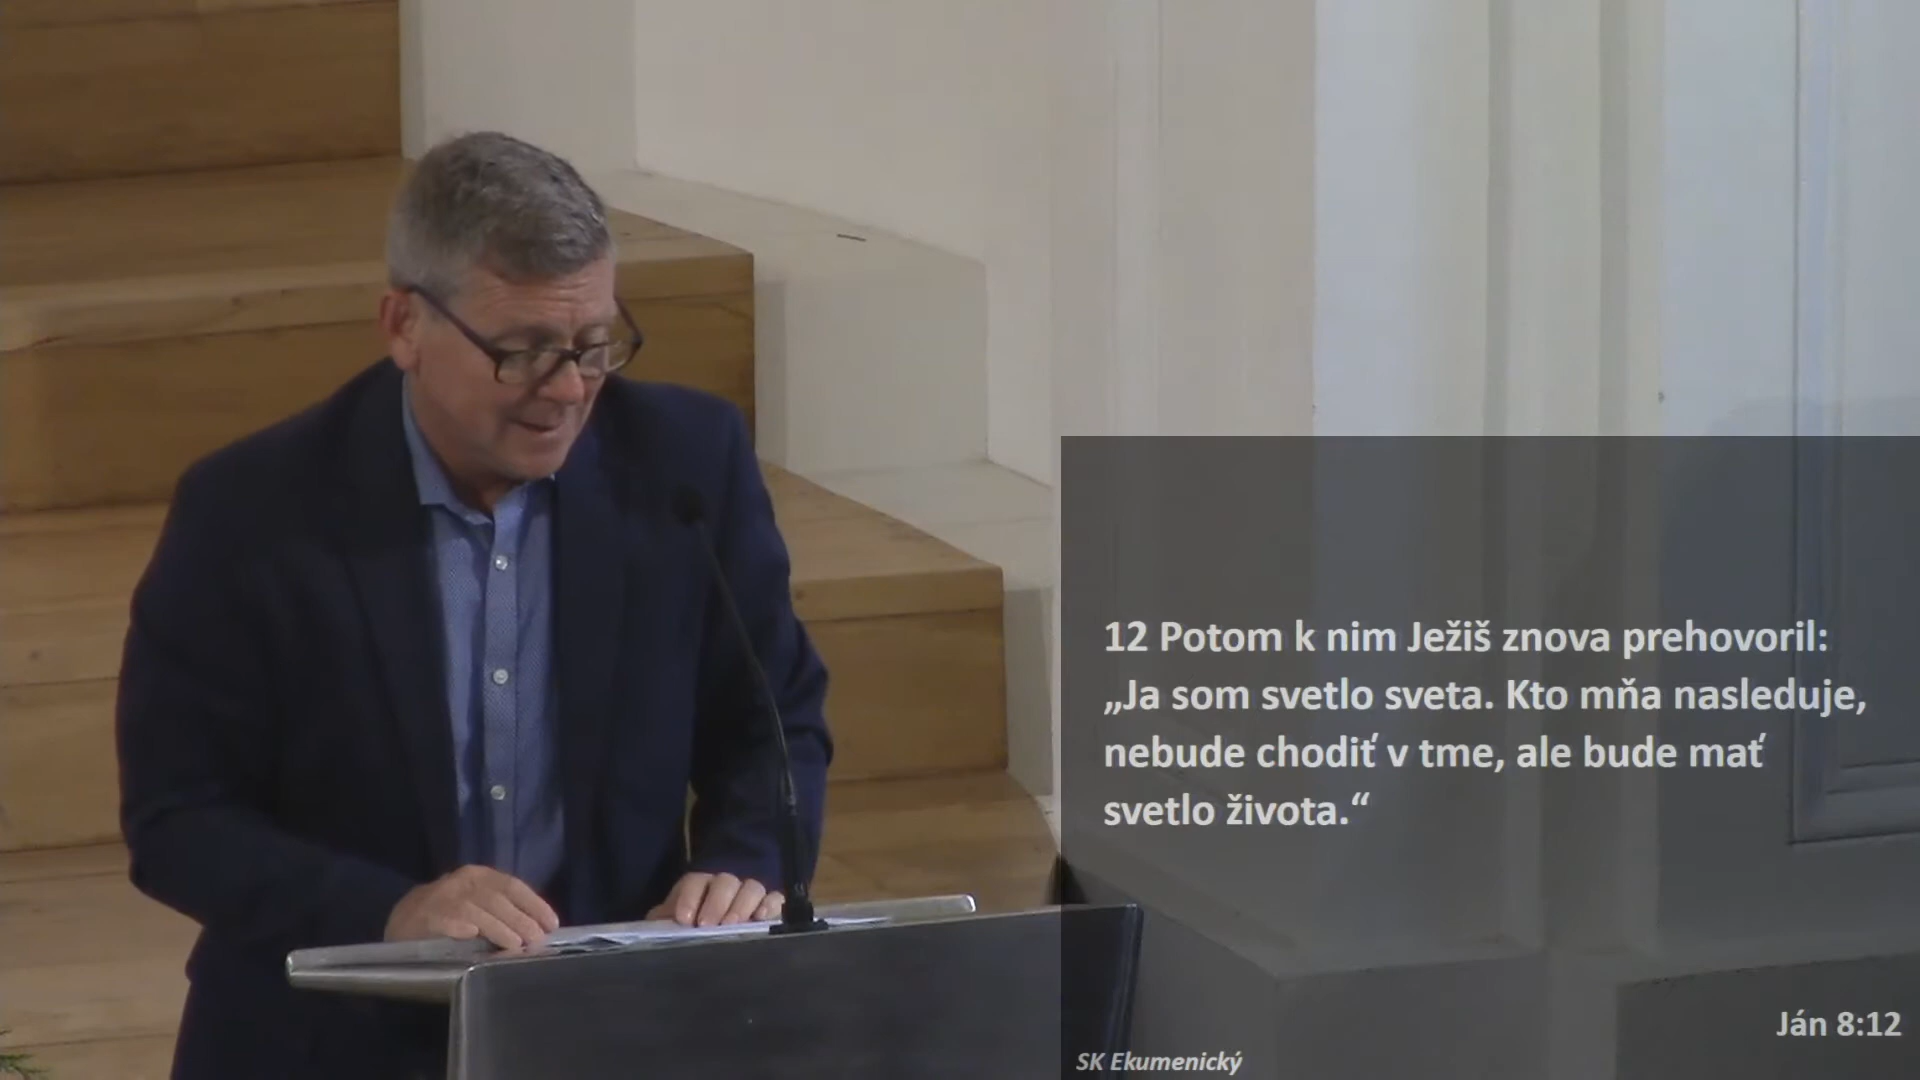 12 Potom k nim Ježiš znova prehovoril:
„Ja som svetlo sveta. Kto mňa nasleduje,
nebude chodiť v tme, ale bude mať
svetlo života.“
Ján 8:12
SK Ekumenický